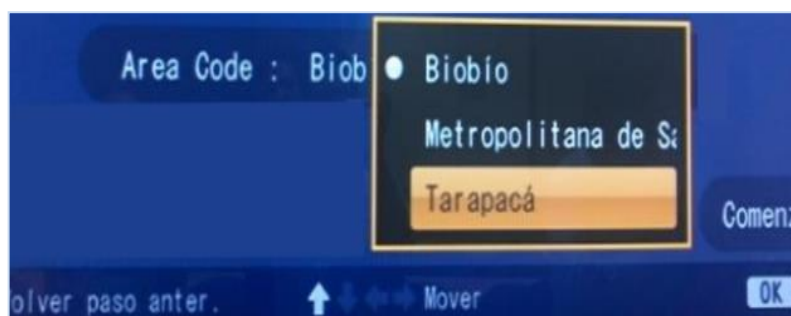 Area Code : Biob
Biobío
Metropolitana de Sa
Tarapacá
Comenz
olver paso anter.
Mover
OK